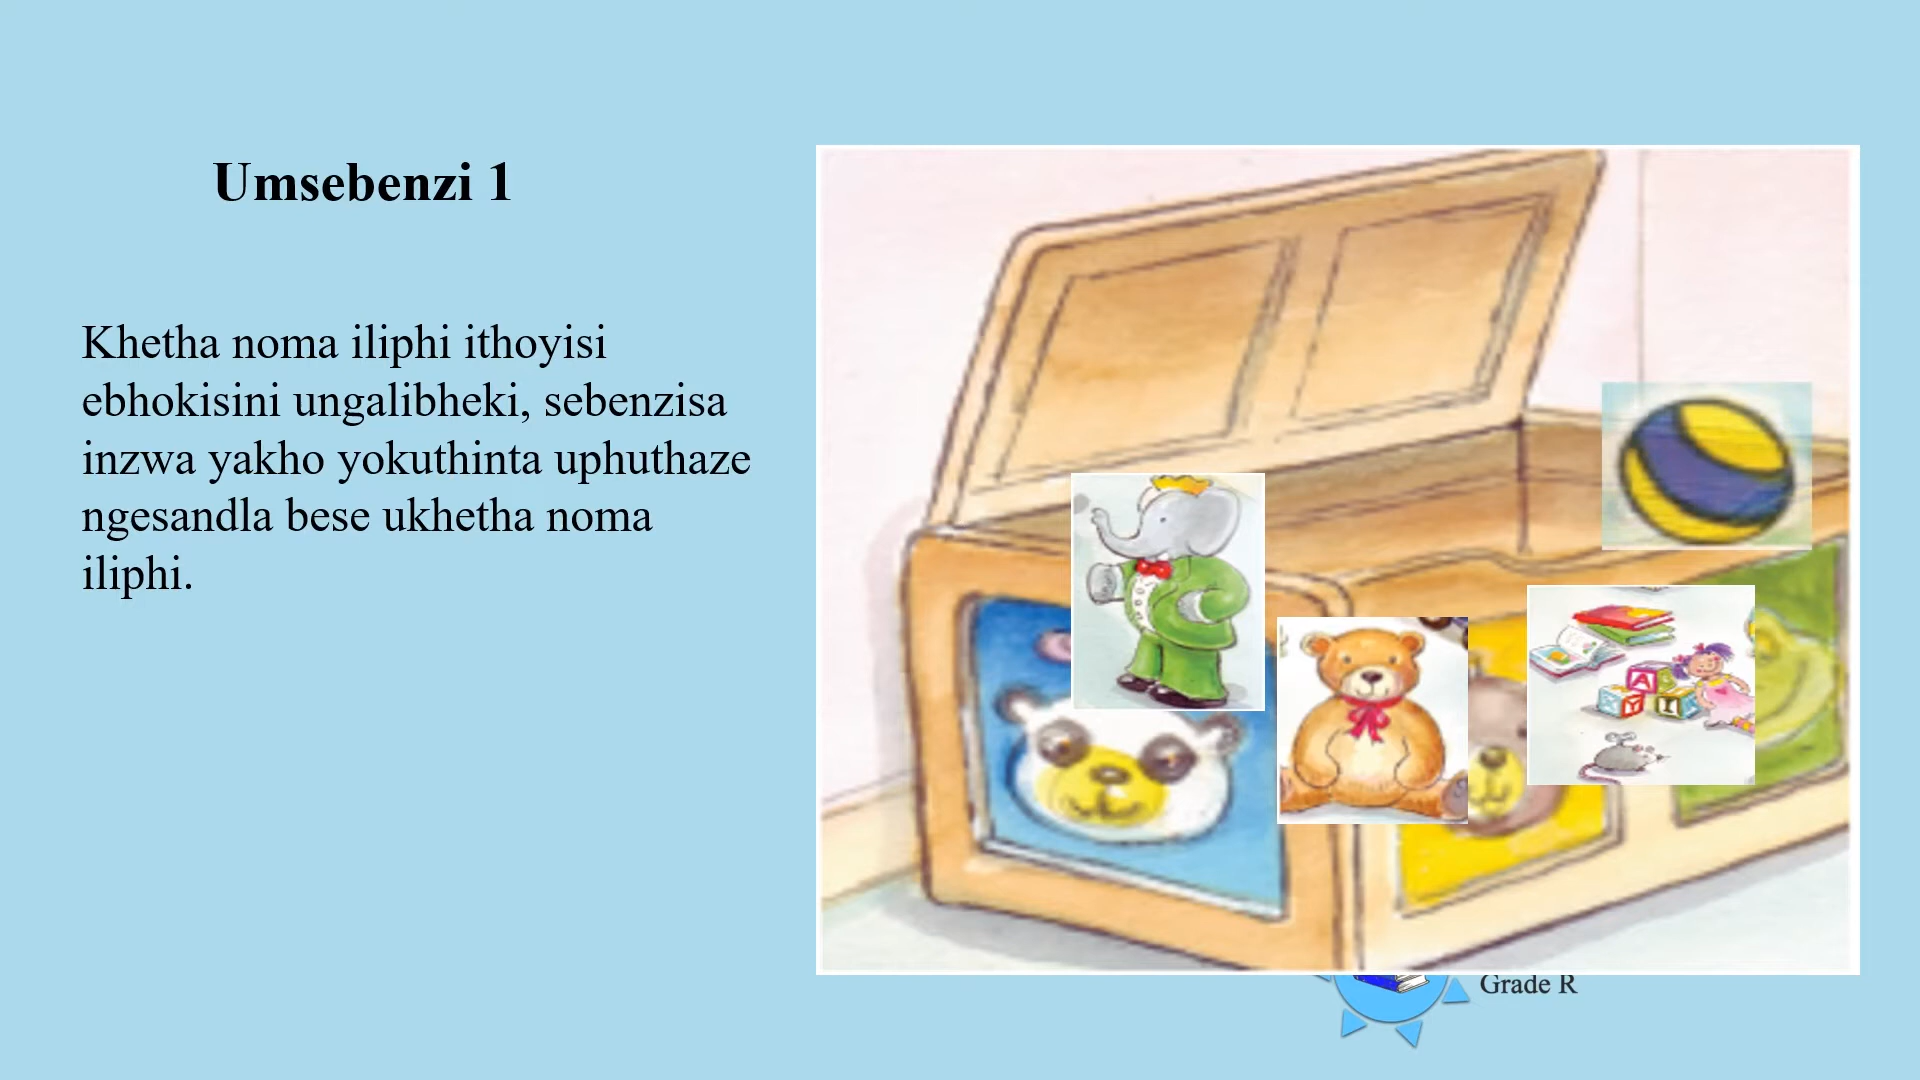 Umsebenzi 1
Khetha noma iliphi ithoyisi
ebhokisini ungalibheki, sebenzisa
inzwa yakho yokuthinta uphuthaze
ngesandla bese ukhetha noma
iliphi.
A
Grade R